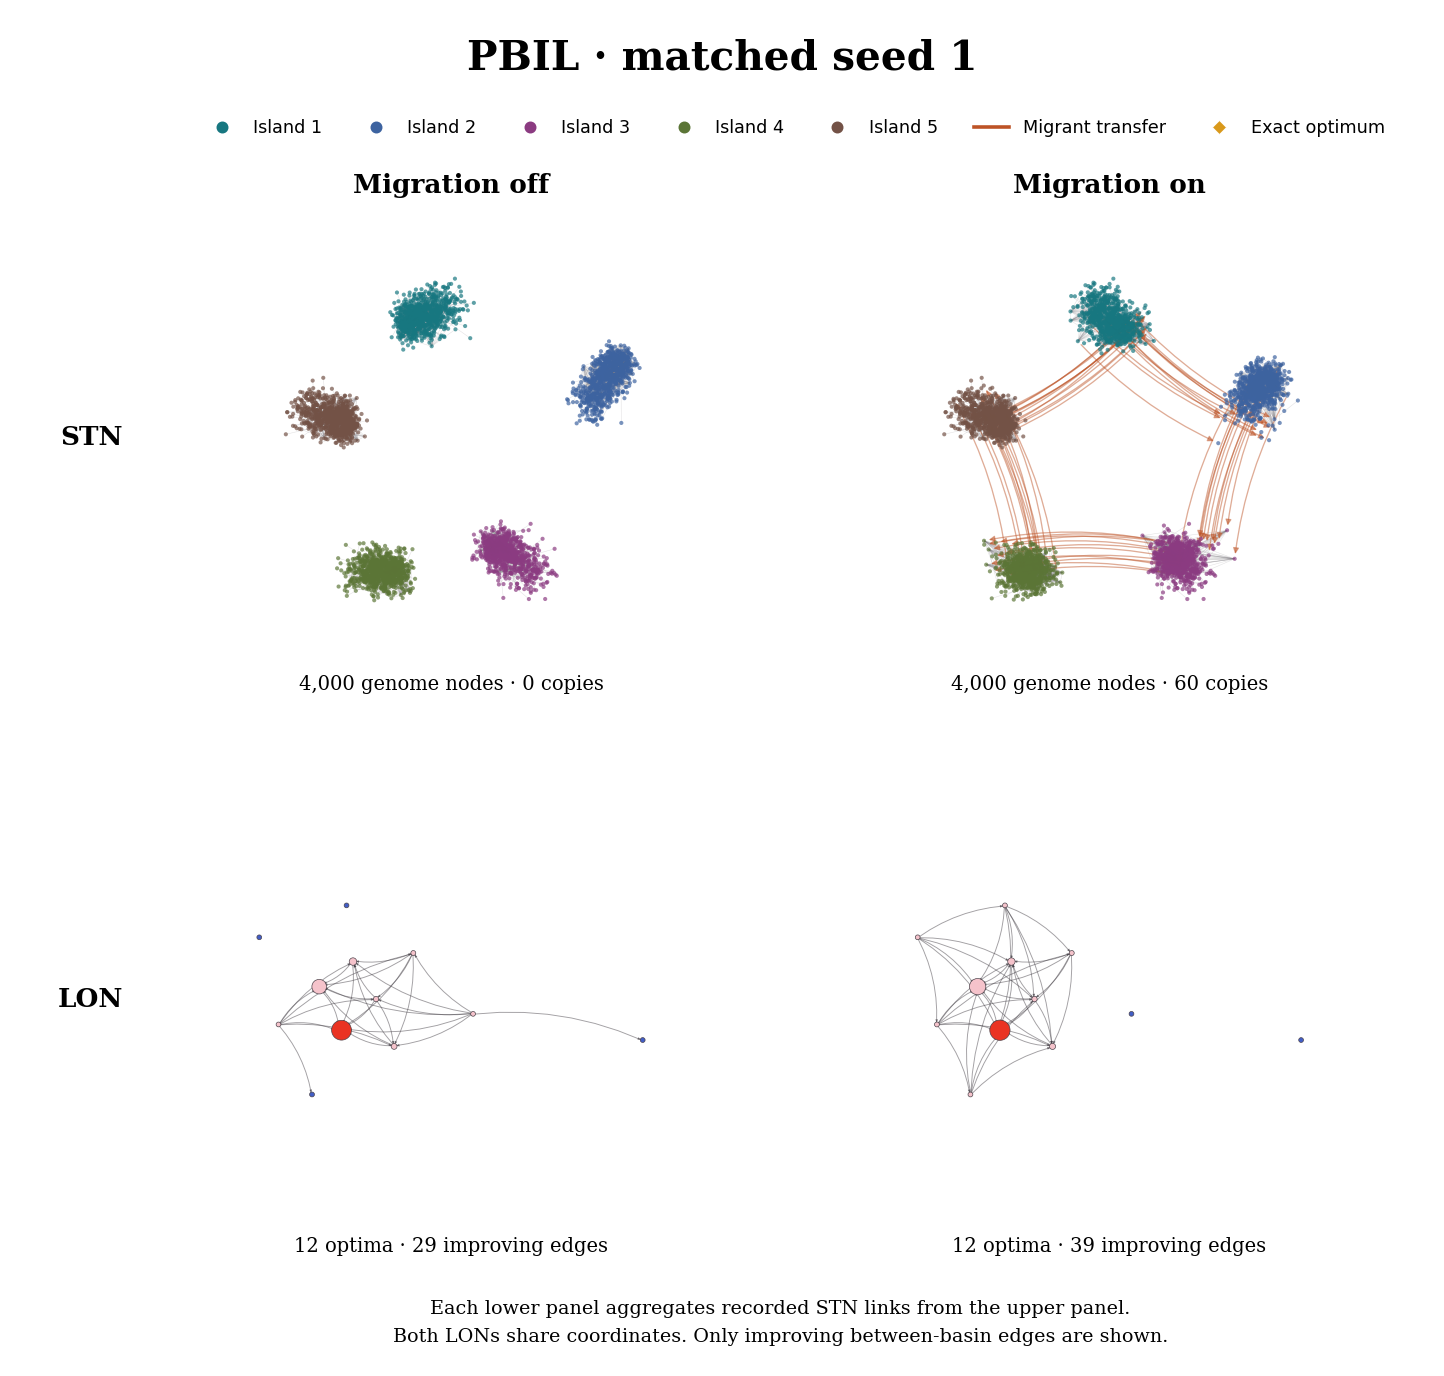 PBIL · matched seed 1
Island 1
Island 2
Island 3
Island 4
Island 5
Migrant transfer
Exact optimum
Migration off
Migration on
STN
4,000 genome nodes · 0 copies
4,000 genome nodes · 60 copies
LON
12 optima · 29 improving edges
12 optima · 39 improving edges
Each lower panel aggregates recorded STN links from the upper panel.
Both LONs share coordinates. Only improving between-basin edges are shown.